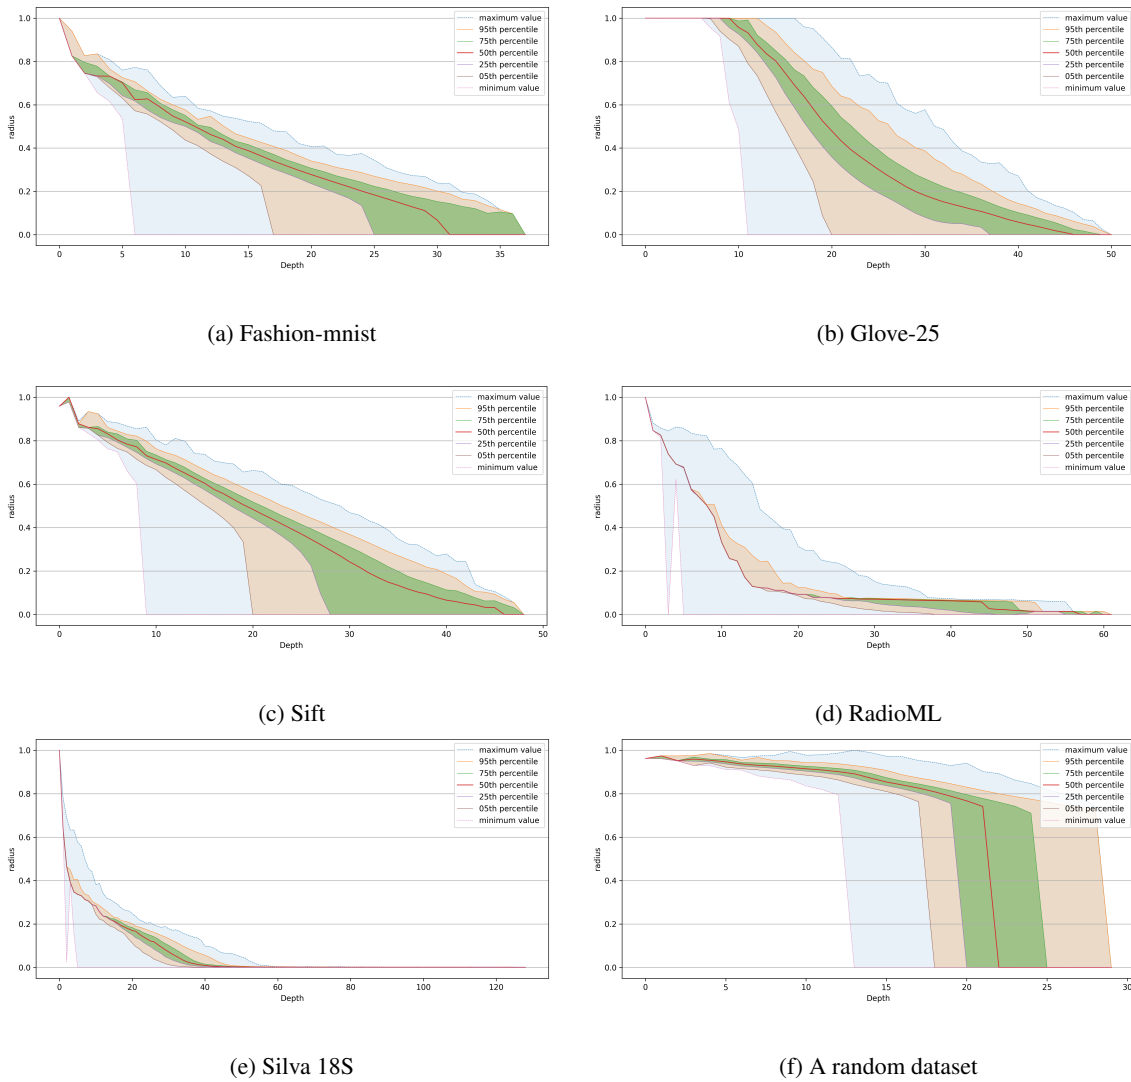 1.0
0.8
0.6
0.4
0.2
0.0
radius
0 5 10 15 20 25 30 35
Depth
maximum value
95th percentile
75th percentile
50th percentile
25th percentile
05th percentile
minimum value
(a) Fashion-mnist
1.0
0.8
0.6
0.4
0.2
0.0
radius
0 10 20 30 40 50
Depth
maximum value
95th percentile
75th percentile
50th percentile
25th percentile
05th percentile
minimum value
(b) Glove-25
1.0
0.8
0.6
0.4
0.2
0.0
radius
0 10 20 30 40 50
Depth
maximum value
95th percentile
75th percentile
50th percentile
25th percentile
05th percentile
minimum value
(c) Sift
1.0
0.8
0.6
0.4
0.2
0.0
radius
0 10 20 30 40 50 60
Depth
maximum value
95th percentile
75th percentile
50th percentile
25th percentile
05th percentile
minimum value
(d) RadioML
1.0
0.8
0.6
0.4
0.2
0.0
radius
0 20 40 60 80 100 120
Depth
maximum value
95th percentile
75th percentile
50th percentile
25th percentile
05th percentile
minimum value
(e) Silva 18S
1.0
0.8
0.6
0.4
0.2
0.0
radius
0 5 10 15 20 25 30
Depth
maximum value
95th percentile
75th percentile
50th percentile
25th percentile
05th percentile
minimum value
(f) A random dataset